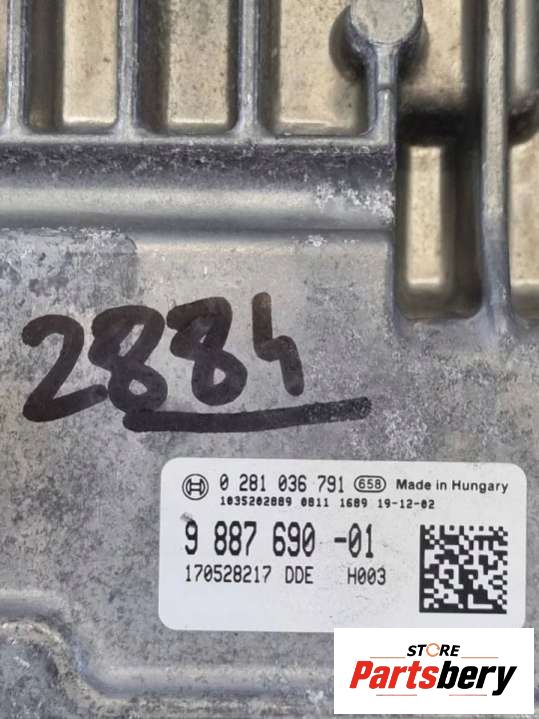 2884
0 281 036 791 658 Made in Hungary
1035202889 0811 1689 19-12-02
9 887 690 -01
170528217 DDE H003
STORE
Partsbery